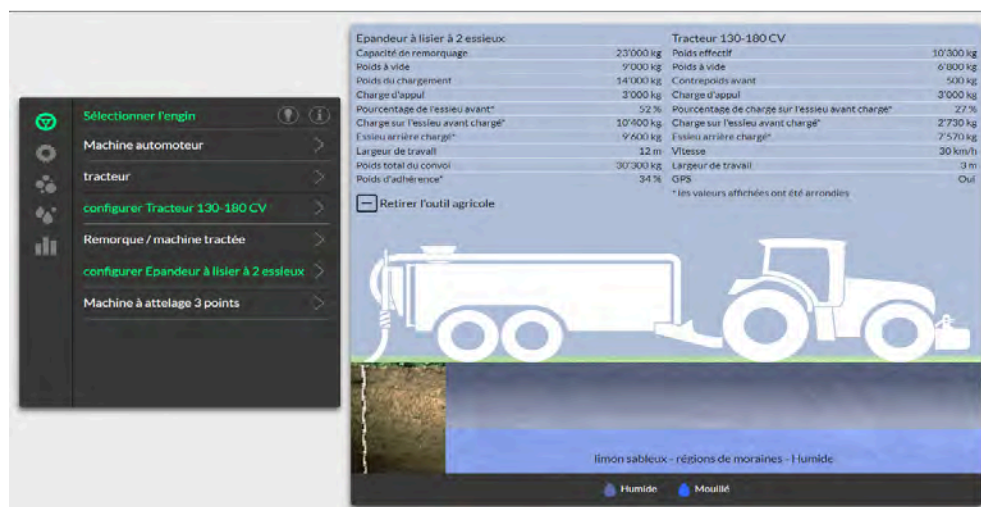 Sélectionner l'engin
Machine automoteur
tracteur
configurer Tracteur 130-180 CV
Remorque / machine tractée
configurer Epandeur à lisier à 2 essieux
Machine à attelage 3 points
Epandeur à lisier à 2 essieux
Capacité de remorquage 23'000 kg
Poids à vide 9'000 kg
Poids du chargement 14'000 kg
Charge d'appui 3'000 kg
Pourcentage de l'essieu avant* 52 %
Charge sur l'essieu avant chargé* 10'400 kg
Essieu arrière chargé* 9'600 kg
Largeur de travail 12 m
Poids total du convoi 30'300 kg
Poids d'adhérence* 34 %
Retirer l'outil agricole
Tracteur 130-180 CV
Poids effectif 10'300 kg
Poids à vide 6'800 kg
Contrepoids avant 500 kg
Charge d'appui 3'000 kg
Pourcentage de charge sur l'essieu avant chargé* 27 %
Charge sur l'essieu avant chargé* 2'730 kg
Essieu arrière chargé* 7'570 kg
Vitesse 30 km/h
Largeur de travail 3 m
GPS Oui
* les valeurs affichées ont été arrondies
limon sableux - régions de moraines - Humide
Humide Mouillé